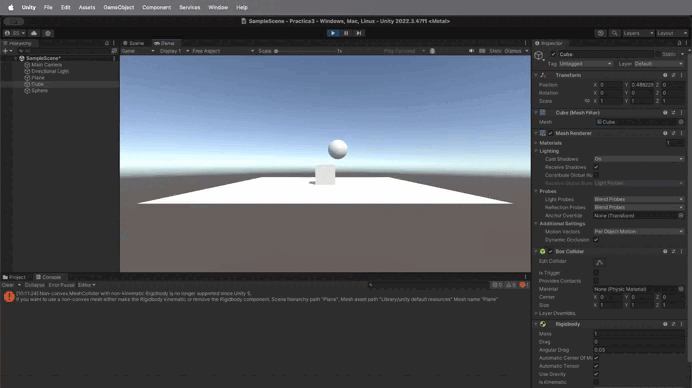 Unity File Edit Assets GameObject Component Services Window Help
SampleScene - Practica3 - Windows, Mac, Linux - Unity 2022.3.47f1 <Metal>
Layers Layout
Hierarchy
All
SampleScene*
Main Camera
Directional Light
Plane
Cube
Sphere
Scene Game
Game Display 1 Free Aspect Scale 1x Play Focused Stats Gizmos
Inspector
Cube Static
Tag Untagged Layer Default
Transform
Position X 0 Y Z 0
Rotation X 0 Y 0 Z 0
Scale X 1 Y 1 Z 1
Cube (Mesh Filter)
Mesh Cube
Mesh Renderer
Materials 1
Lighting
Cast Shadows On
Receive Shadows
Contribute Global
Receive Global Light Probes
Probes
Light Probes Blend Probes
Reflection Probes Blend Probes
Anchor Override None (Transform)
Additional Settings
Motion Vectors Per Object Motion
Dynamic Occlusion
Box Collider
Edit Collider
Is Trigger
Provides Contacts
Material None (Physic Material)
Center X 0 Y 0 Z 0
Size X 1 Y 1 Z 1
Layer Overrides
Rigidbody
Mass 1
Drag 0
Angular Drag 0.05
Automatic Center Of M
Automatic Tensor
Use Gravity
Is Kinematic
Project Console
Clear Collapse Error Pause Editor
Non-convex MeshCollider with non-kinematic Rigidbody is no longer supported since Unity 5.
If you want to use a non-convex mesh either make the Rigidbody kinematic or remove the Rigidbody component. Scene hierarchy path "Plane", Mesh asset path "Library/unity default resources" Mesh name "Plane"